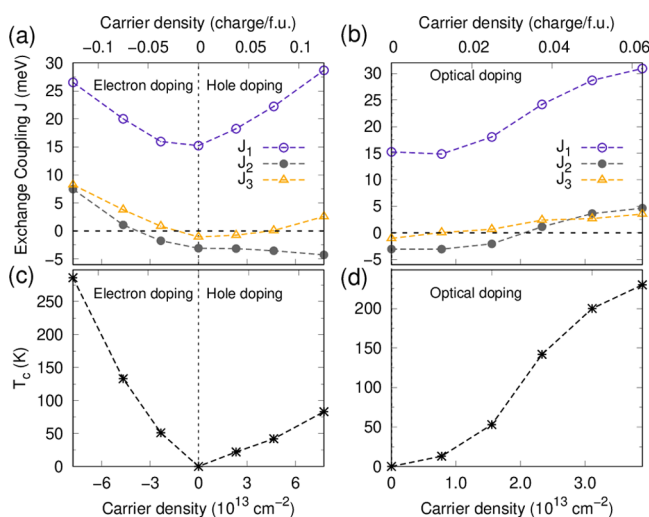 Carrier density (charge/f.u.)
Carrier density (charge/f.u.)
(a)
-0.1 -0.05 0 0.05 0.1
(b)
0 0.02 0.04 0.06
Exchange Coupling J (meV)
30
25
20
15
10
5
0
-5
Electron doping
Hole doping
J1
J2
J3
30
25
20
15
10
5
0
-5
Optical doping
J1
J2
J3
(c)
(d)
Tc (K)
250
200
150
100
50
0
Electron doping
Hole doping
200
150
100
50
0
Optical doping
-6 -3 0 3 6
0 1.0 2.0 3.0
Carrier density (10^13 cm^-2)
Carrier density (10^13 cm^-2)